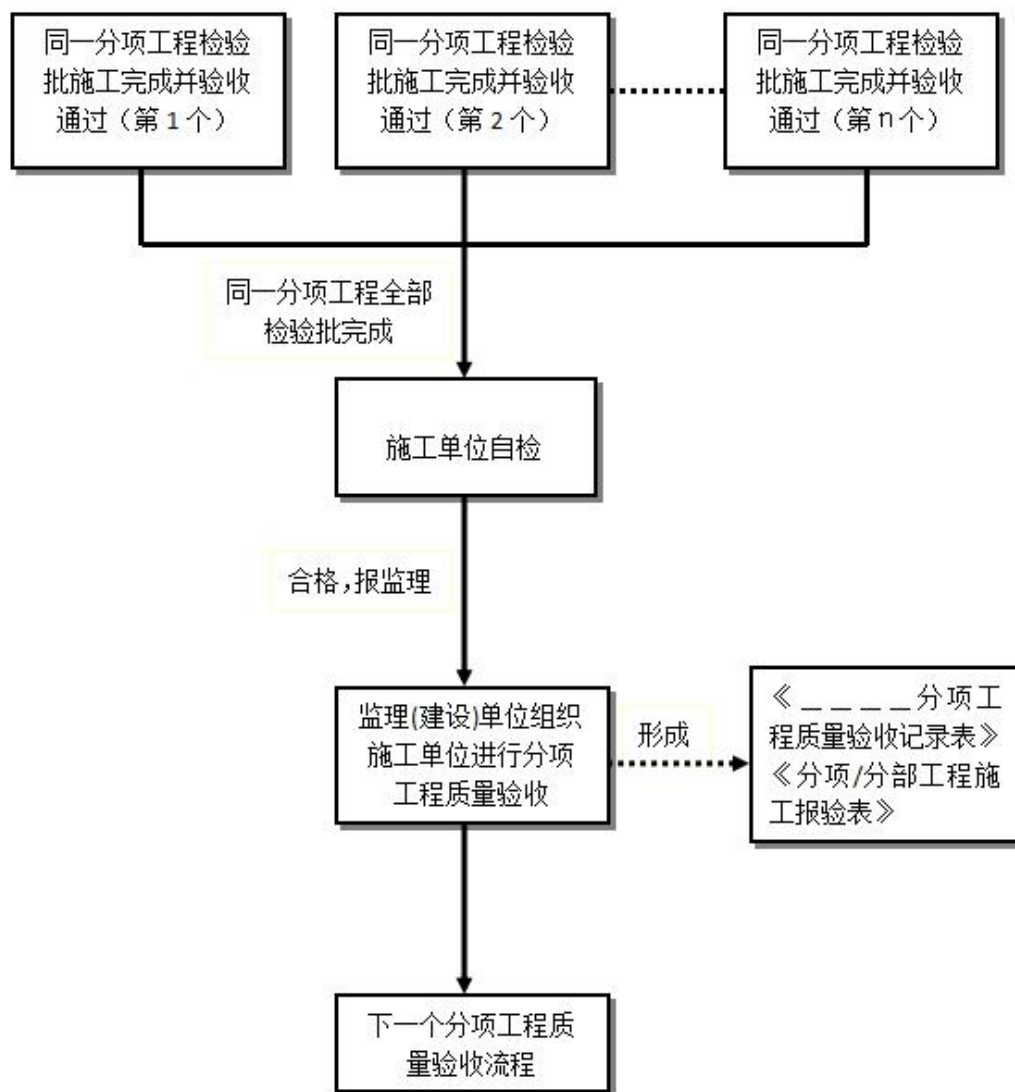 同一分项工程检验
批施工完成并验收
通过（第1个）
同一分项工程检验
批施工完成并验收
通过（第2个）
同一分项工程检验
批施工完成并验收
通过（第n个）
同一分项工程全部
检验批完成
施工单位自检
合格,报监理
监理(建设)单位组织
施工单位进行分项
工程质量验收
形成
《＿＿＿＿分项工
程质量验收记录表》
《分项/分部工程施
工报验表》
下一个分项工程质
量验收流程